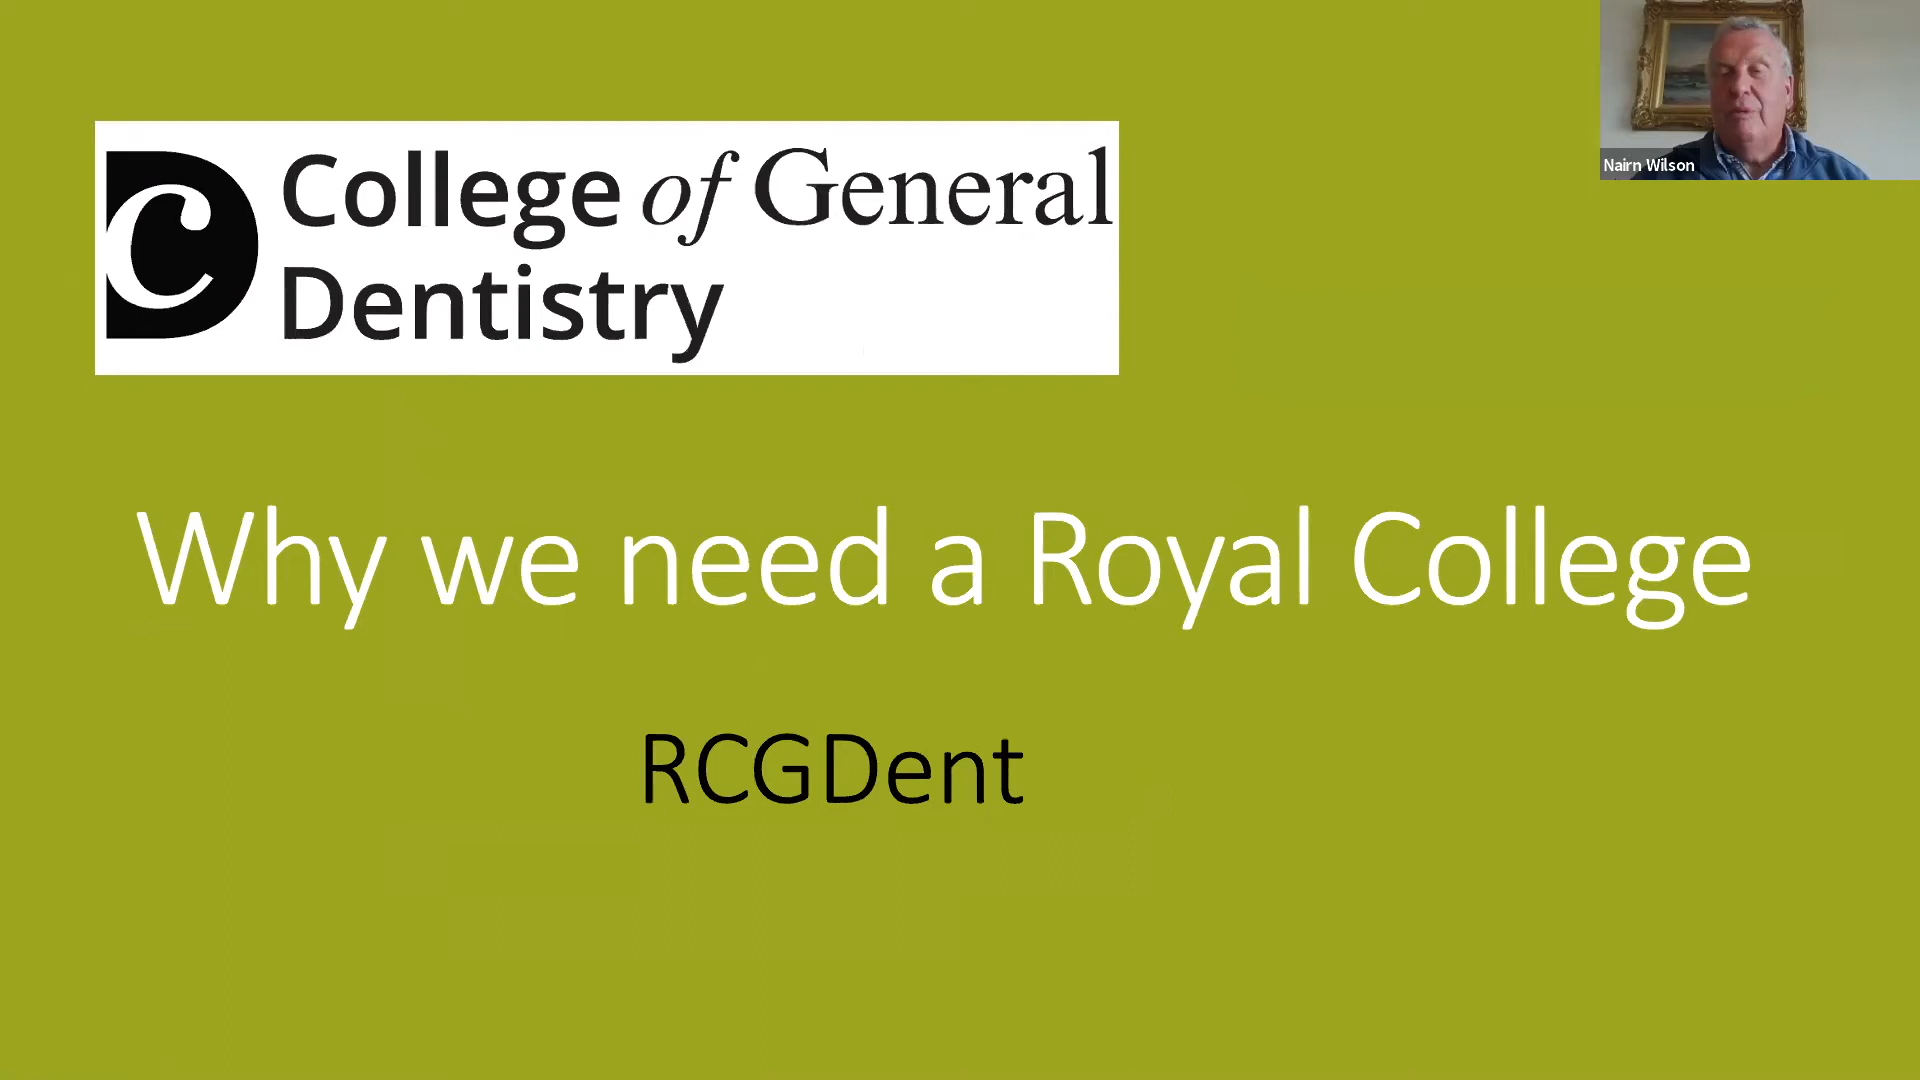 College of General
Dentistry
Nairn Wilson
Why we need a Royal College
RCGDent